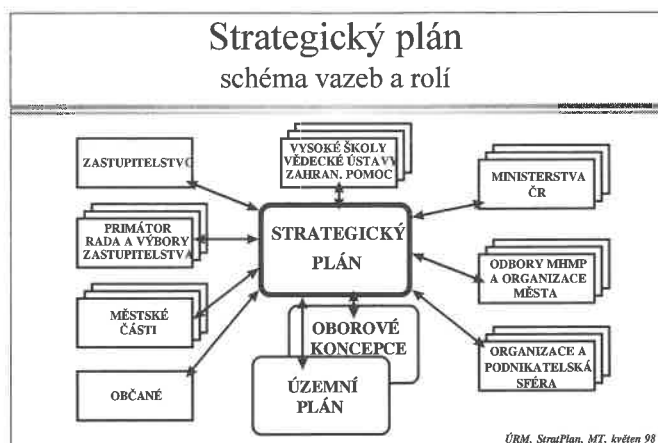 Strategický plán
schéma vazeb a rolí
ZASTUPITELSTVO
VYSOKÉ ŠKOLY
VĚDECKÉ ÚSTAVY
ZAHRAN. POMOC
MINISTERSTVA
ČR
PRIMÁTOR
RADA A VÝBORY
ZASTUPITELSTVA
STRATEGICKÝ
PLÁN
ODBORY MHMP
A ORGANIZACE
MĚSTA
MĚSTSKÉ
ČÁSTI
OBOROVÉ
KONCEPCE
ORGANIZACE A
PODNIKATELSKÁ
SFÉRA
OBČANÉ
ÚZEMNÍ
PLÁN
ÚRM, StratPlan, MT, květen 98